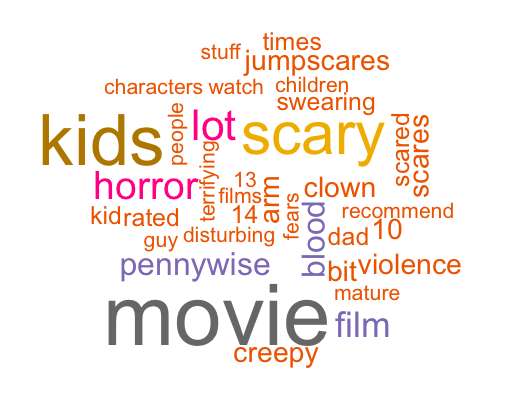 times
stuff
jumpscares
characters
watch
children
swearing
people
lot
scary
kids
scared
scares
terrifying
horror
13
films
arm
clown
kid
rated
14
fears
blood
recommend
guy
disturbing
dad
10
pennywise
bit
violence
mature
movie
film
creepy